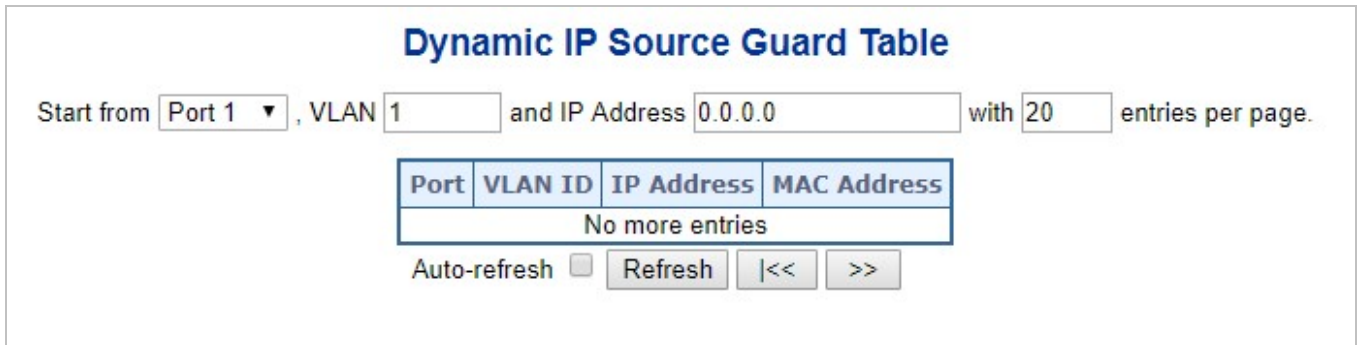 Dynamic IP Source Guard Table
Start from Port 1 ▼ , VLAN 1 and IP Address 0.0.0.0 with 20 entries per page.
Port VLAN ID IP Address MAC Address
No more entries
Auto-refresh Refresh |<< >>